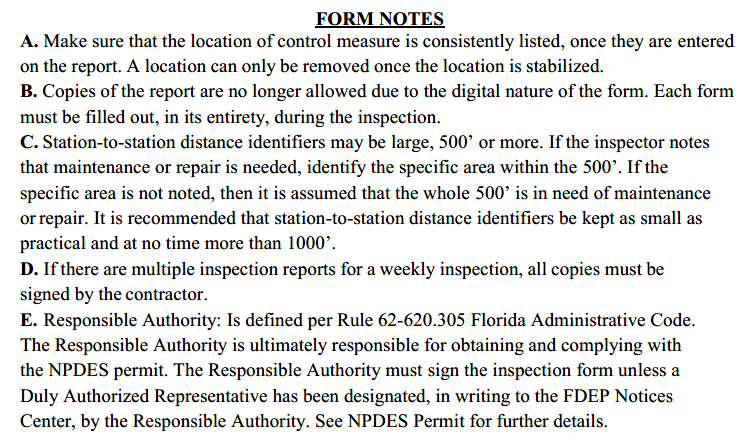 FORM NOTES
A. Make sure that the location of control measure is consistently listed, once they are entered
on the report. A location can only be removed once the location is stabilized.
B. Copies of the report are no longer allowed due to the digital nature of the form. Each form
must be filled out, in its entirety, during the inspection.
C. Station-to-station distance identifiers may be large, 500’ or more. If the inspector notes
that maintenance or repair is needed, identify the specific area within the 500’. If the
specific area is not noted, then it is assumed that the whole 500’ is in need of maintenance
or repair. It is recommended that station-to-station distance identifiers be kept as small as
practical and at no time more than 1000’.
D. If there are multiple inspection reports for a weekly inspection, all copies must be
signed by the contractor.
E. Responsible Authority: Is defined per Rule 62-620.305 Florida Administrative Code.
The Responsible Authority is ultimately responsible for obtaining and complying with
the NPDES permit. The Responsible Authority must sign the inspection form unless a
Duly Authorized Representative has been designated, in writing to the FDEP Notices
Center, by the Responsible Authority. See NPDES Permit for further details.